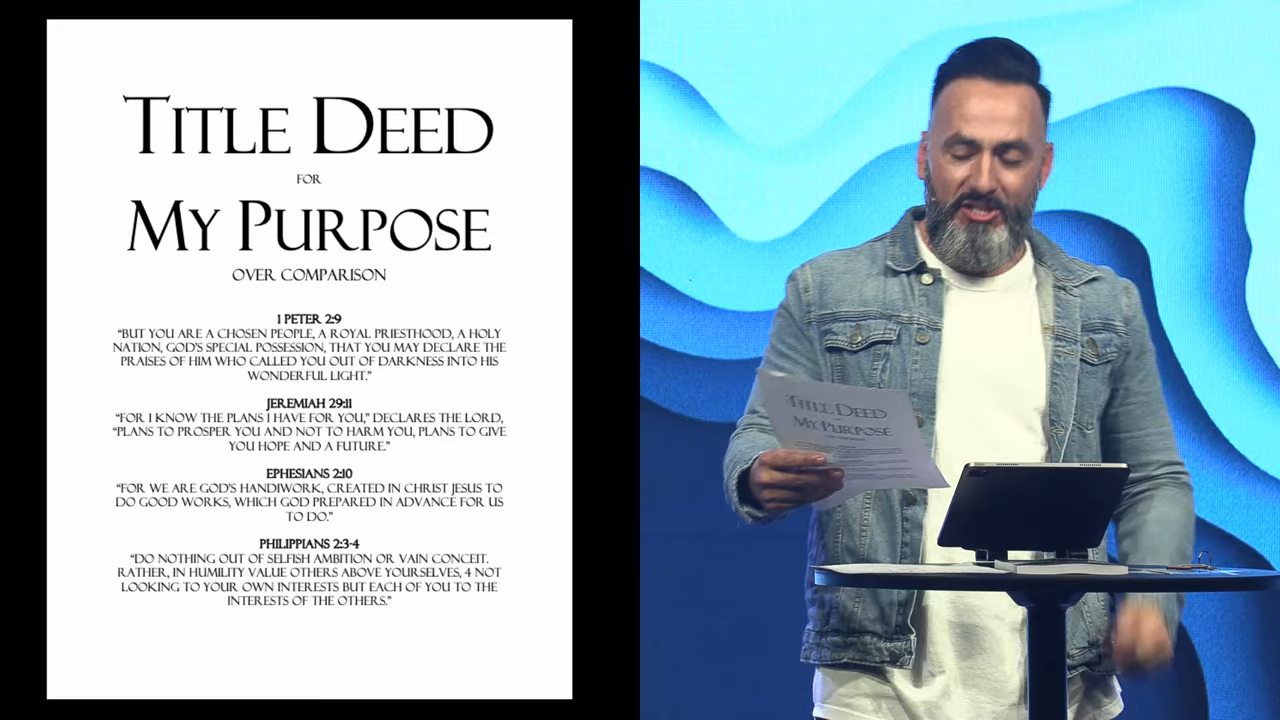 TITLE DEED
FOR
MY PURPOSE
OVER COMPARISON
1 PETER 2:9
“BUT YOU ARE A CHOSEN PEOPLE, A ROYAL PRIESTHOOD, A HOLY
NATION, GOD'S SPECIAL POSSESSION, THAT YOU MAY DECLARE THE
PRAISES OF HIM WHO CALLED YOU OUT OF DARKNESS INTO HIS
WONDERFUL LIGHT.”
JEREMIAH 29:11
“FOR I KNOW THE PLANS I HAVE FOR YOU,” DECLARES THE LORD,
“PLANS TO PROSPER YOU AND NOT TO HARM YOU, PLANS TO GIVE
YOU HOPE AND A FUTURE.”
EPHESIANS 2:10
“FOR WE ARE GOD'S HANDIWORK, CREATED IN CHRIST JESUS TO
DO GOOD WORKS, WHICH GOD PREPARED IN ADVANCE FOR US
TO DO.”
PHILIPPIANS 2:3-4
“DO NOTHING OUT OF SELFISH AMBITION OR VAIN CONCEIT.
RATHER, IN HUMILITY VALUE OTHERS ABOVE YOURSELVES, 4 NOT
LOOKING TO YOUR OWN INTERESTS BUT EACH OF YOU TO THE
INTERESTS OF THE OTHERS.”
TITLE DEED
MY PURPOSE